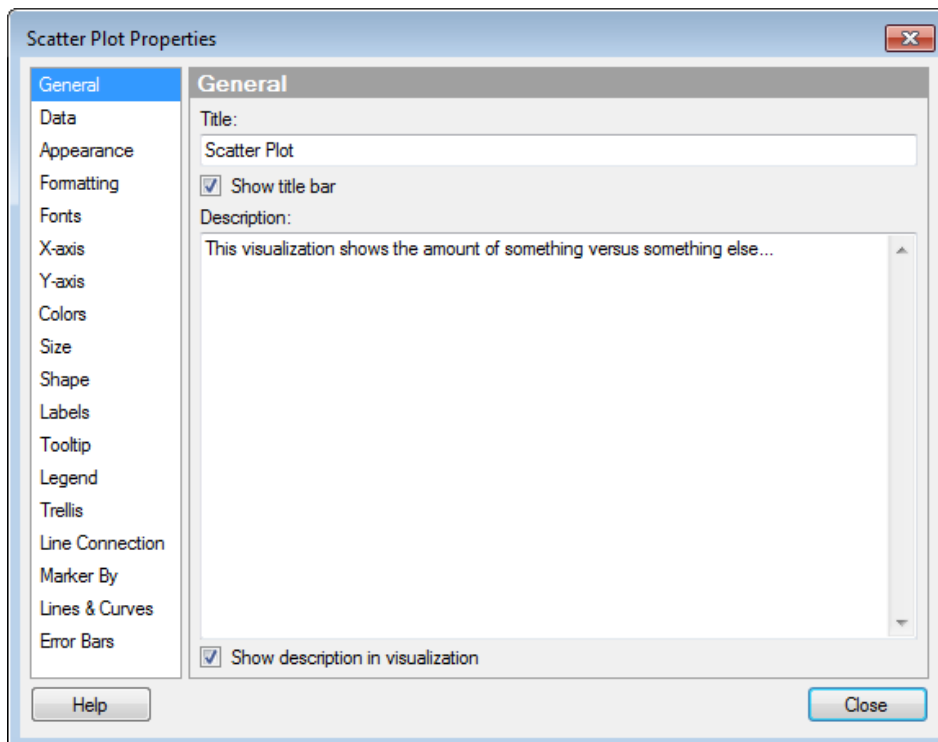 Scatter Plot Properties
General
Data
Appearance
Formatting
Fonts
X-axis
Y-axis
Colors
Size
Shape
Labels
Tooltip
Legend
Trellis
Line Connection
Marker By
Lines & Curves
Error Bars
General
Title:
Scatter Plot
Show title bar
Description:
This visualization shows the amount of something versus something else...
Show description in visualization
Help
Close